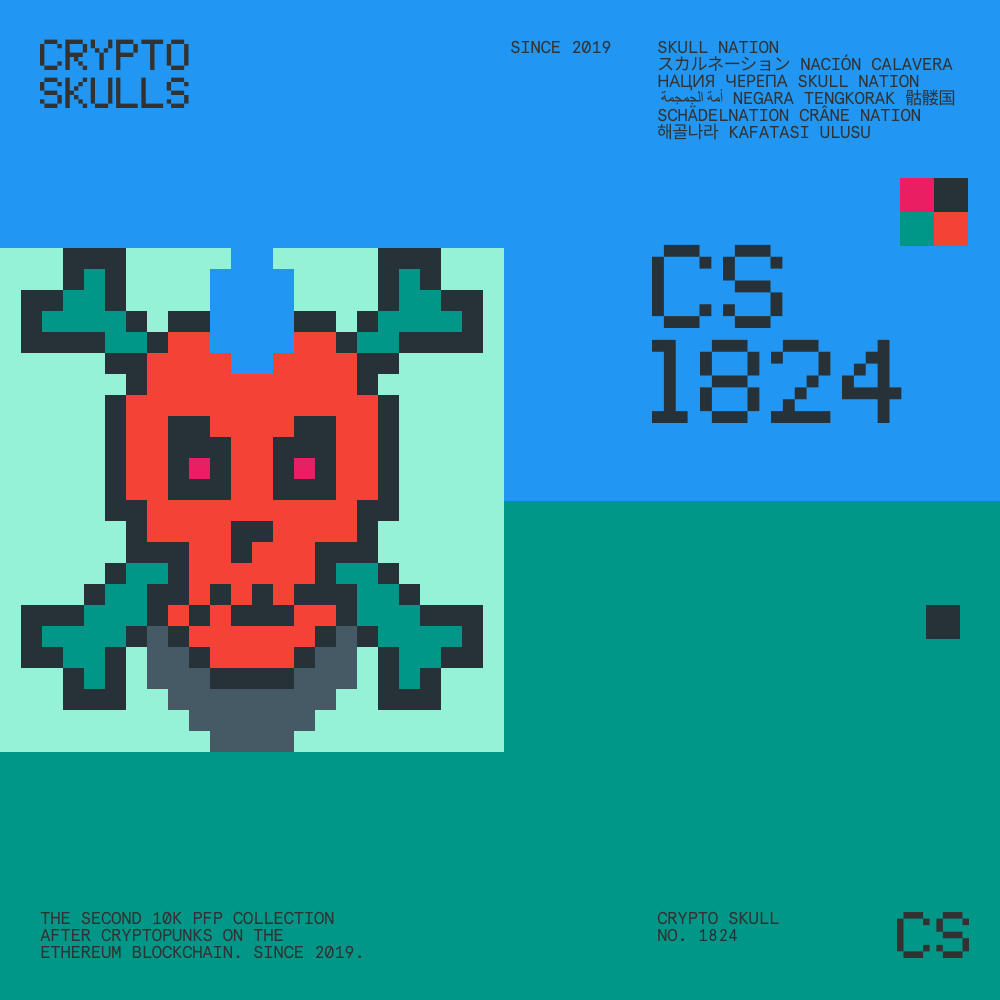 CRYPTO
SKULLS
SINCE 2019
SKULL NATION
スカルネーション NACIÓN CALAVERA
НАЦИЯ ЧЕРЕПА SKULL NATION
أمة الجمجمة NEGARA TENGKORAK 骷髅国
SCHÄDELNATION CRÂNE NATION
해골나라 KAFATASI ULUSU
CS
1824
THE SECOND 10K PFP COLLECTION
AFTER CRYPTOPUNKS ON THE
ETHEREUM BLOCKCHAIN. SINCE 2019.
CRYPTO SKULL
NO. 1824
CS